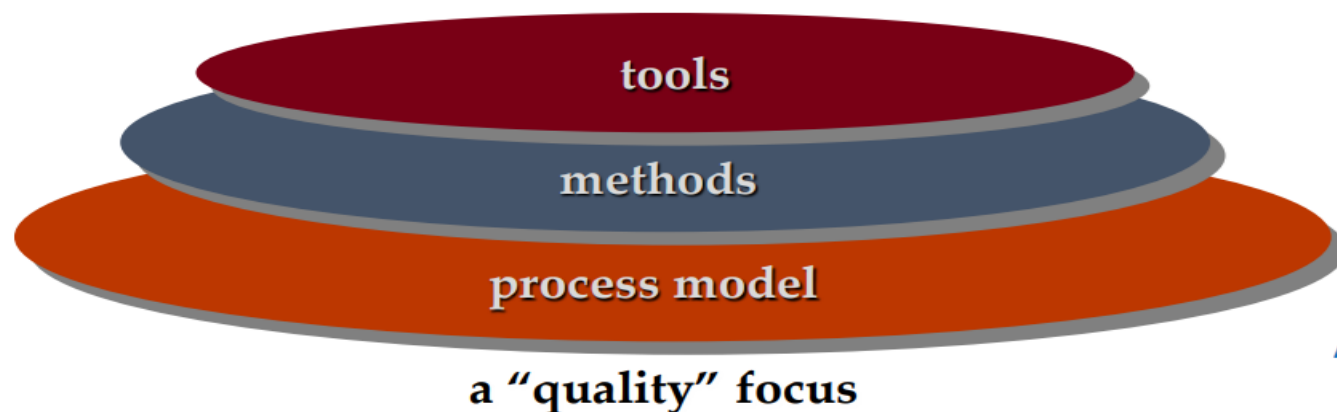 tools
methods
process model
a “quality” focus